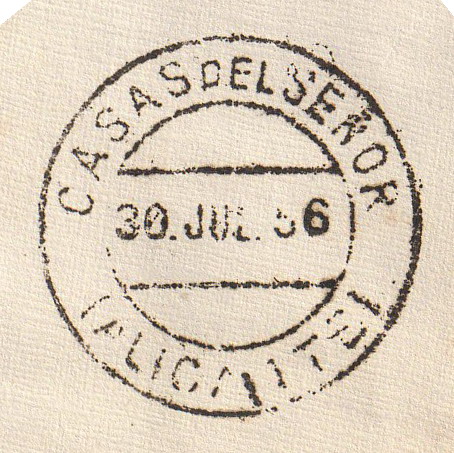 CASAS DEL SEÑOR
30. JUL. 56
(ALICANTE)